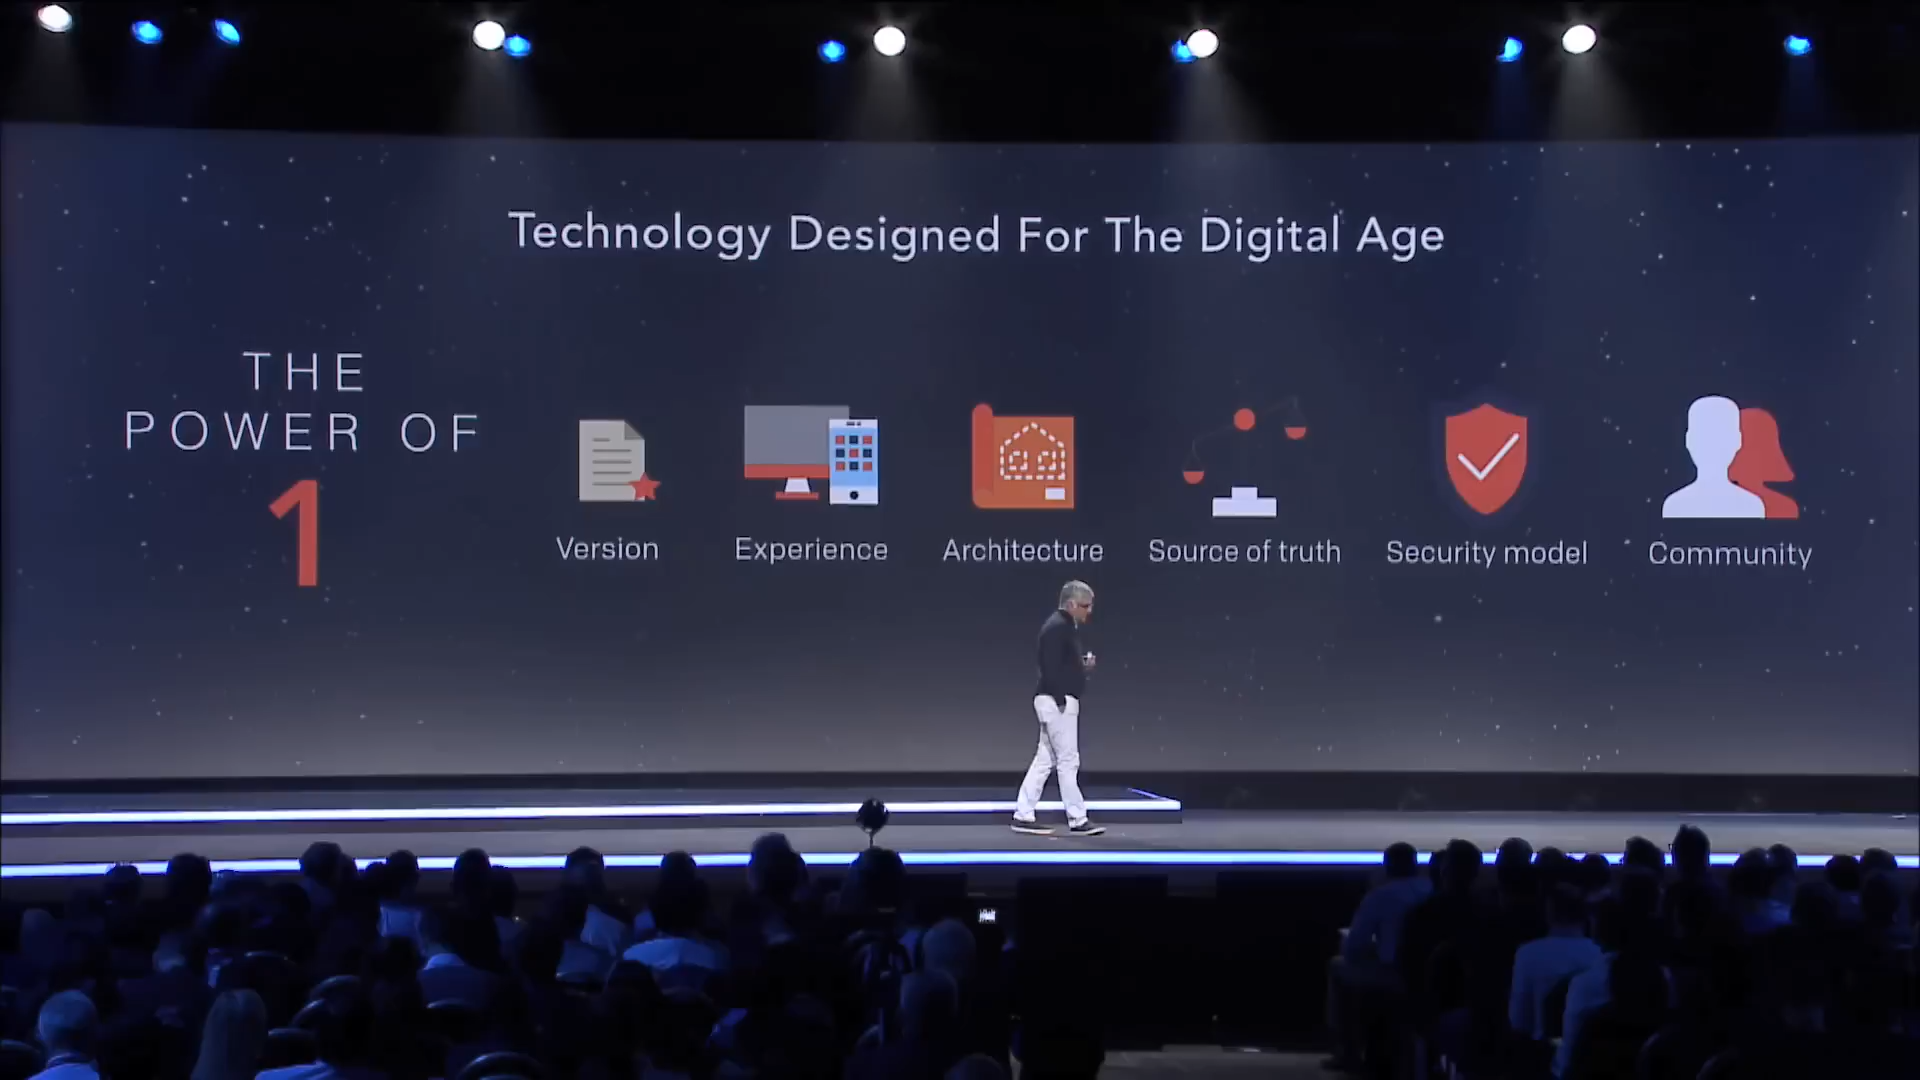 Technology Designed For The Digital Age
THE
POWER OF
1
Version
Experience
Architecture
Source of truth
Security model
Community